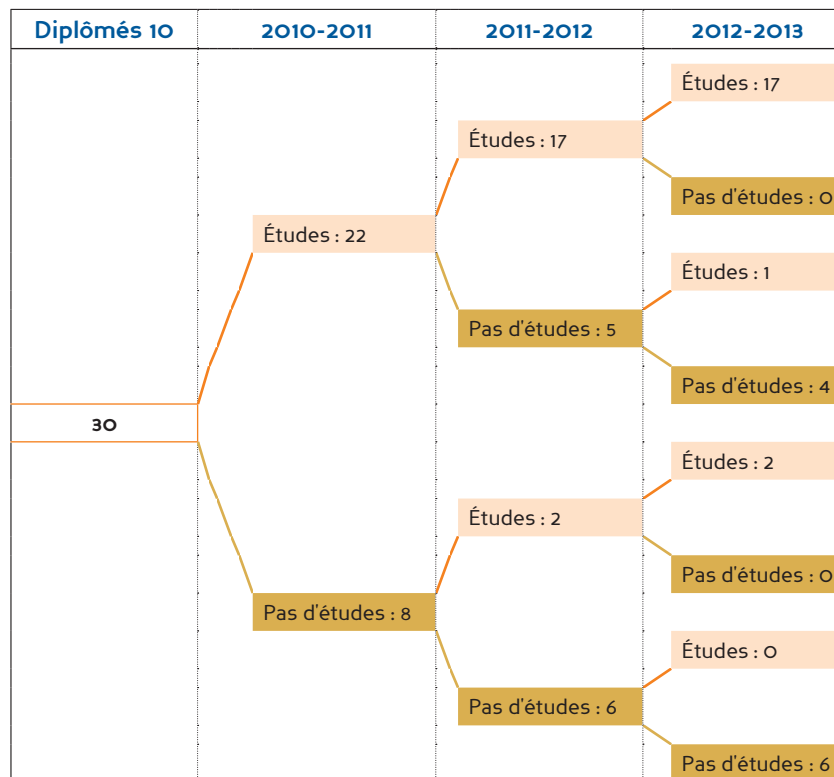 Diplômés 10 2010-2011 2011-2012 2012-2013
Études : 17
Études : 17
Pas d'études : 0
Études : 22
Études : 1
Pas d'études : 5
Pas d'études : 4
30
Études : 2
Études : 2
Pas d'études : 0
Pas d'études : 8
Études : 0
Pas d'études : 6
Pas d'études : 6